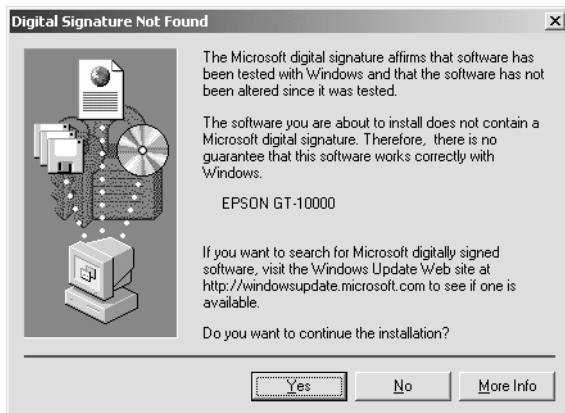 Digital Signature Not Found
The Microsoft digital signature affirms that software has
been tested with Windows and that the software has not
been altered since it was tested.
The software you are about to install does not contain a
Microsoft digital signature. Therefore, there is no
guarantee that this software works correctly with
Windows.
EPSON GT-10000
If you want to search for Microsoft digitally signed
software, visit the Windows Update Web site at
http://windowsupdate.microsoft.com to see if one is
available.
Do you want to continue the installation?
Yes No More Info